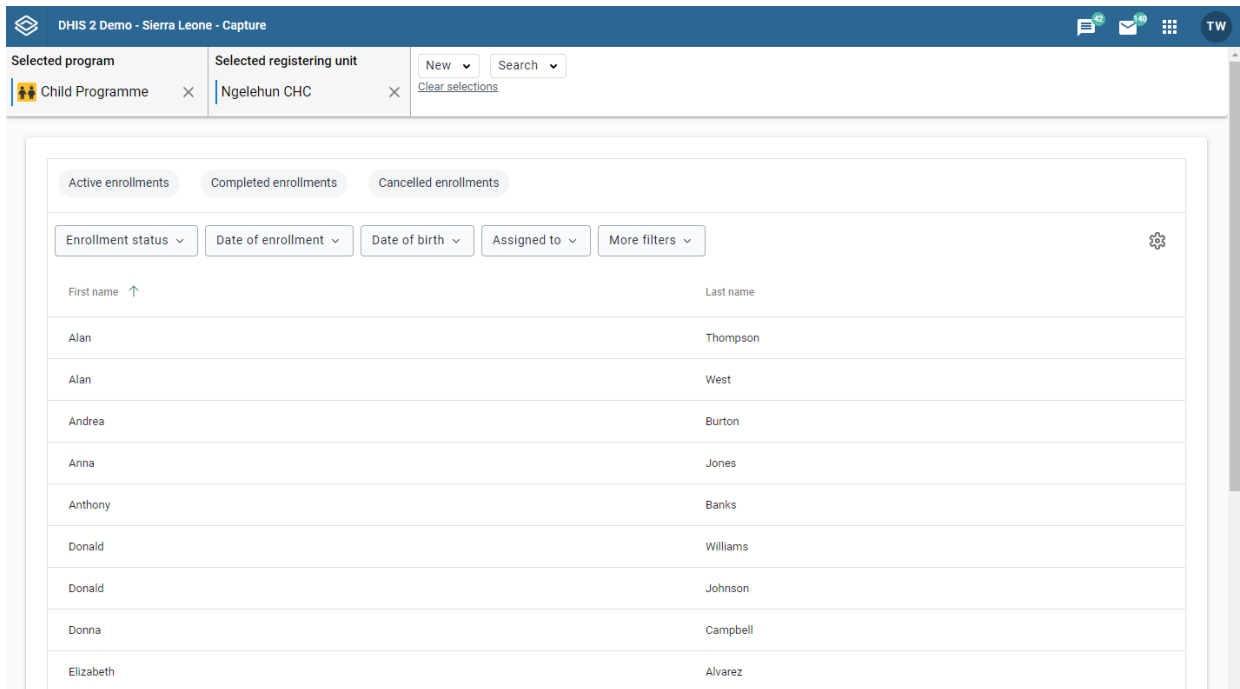 DHIS 2 Demo - Sierra Leone - Capture
42
140
TW
Selected program
Child Programme
Selected registering unit
Ngelehun CHC
New
Search
Clear selections
Active enrollments
Completed enrollments
Cancelled enrollments
Enrollment status
Date of enrollment
Date of birth
Assigned to
More filters
First name Last name
Alan Thompson
Alan West
Andrea Burton
Anna Jones
Anthony Banks
Donald Williams
Donald Johnson
Donna Campbell
Elizabeth Alvarez